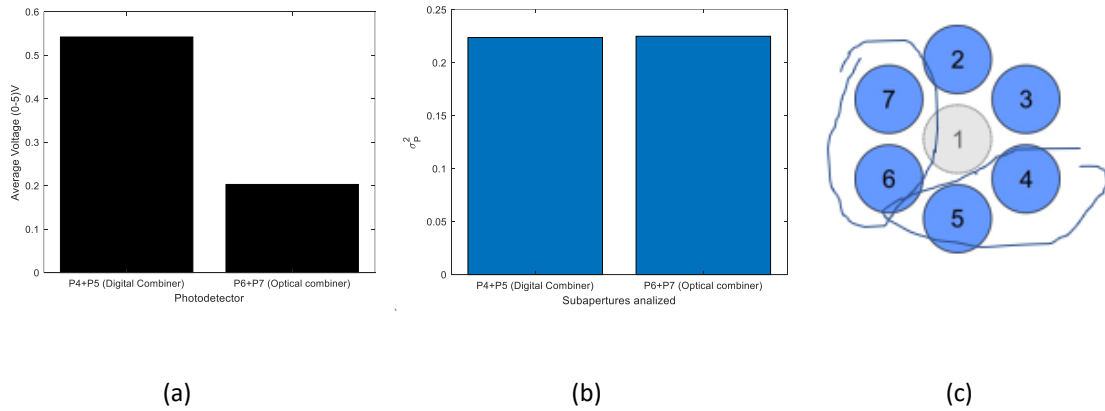 0.6
0.5
0.4
0.3
0.2
0.1
0
Average Voltage (0-5)V
P4+P5 (Digital Combiner)
P6+P7 (Optical combiner)
Photodetector
0.25
0.2
0.15
0.1
0.05
0
σ²P
P4+P5 (Digital Combiner)
P6+P7 (Optical combiner)
Subapertures analized
2
7
3
1
6
4
5
(a)
(b)
(c)